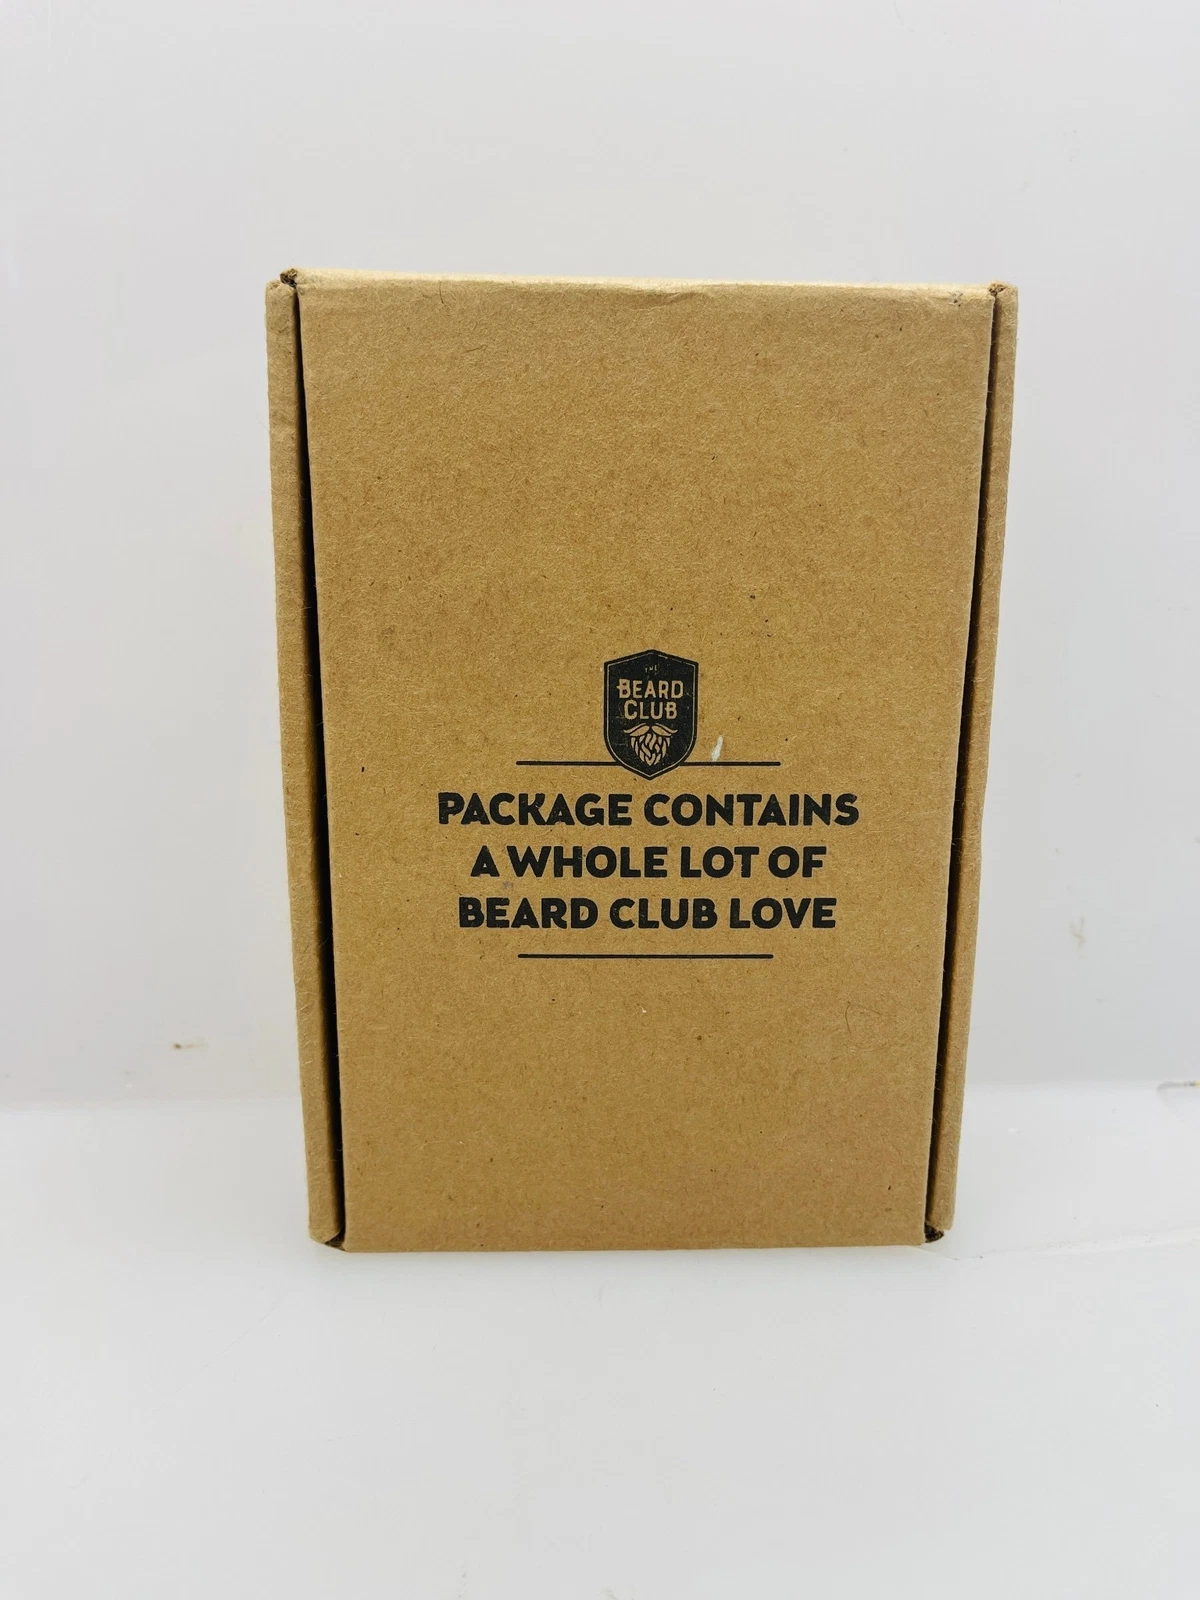 THE
BEARD
CLUB
PACKAGE CONTAINS
A WHOLE LOT OF
BEARD CLUB LOVE